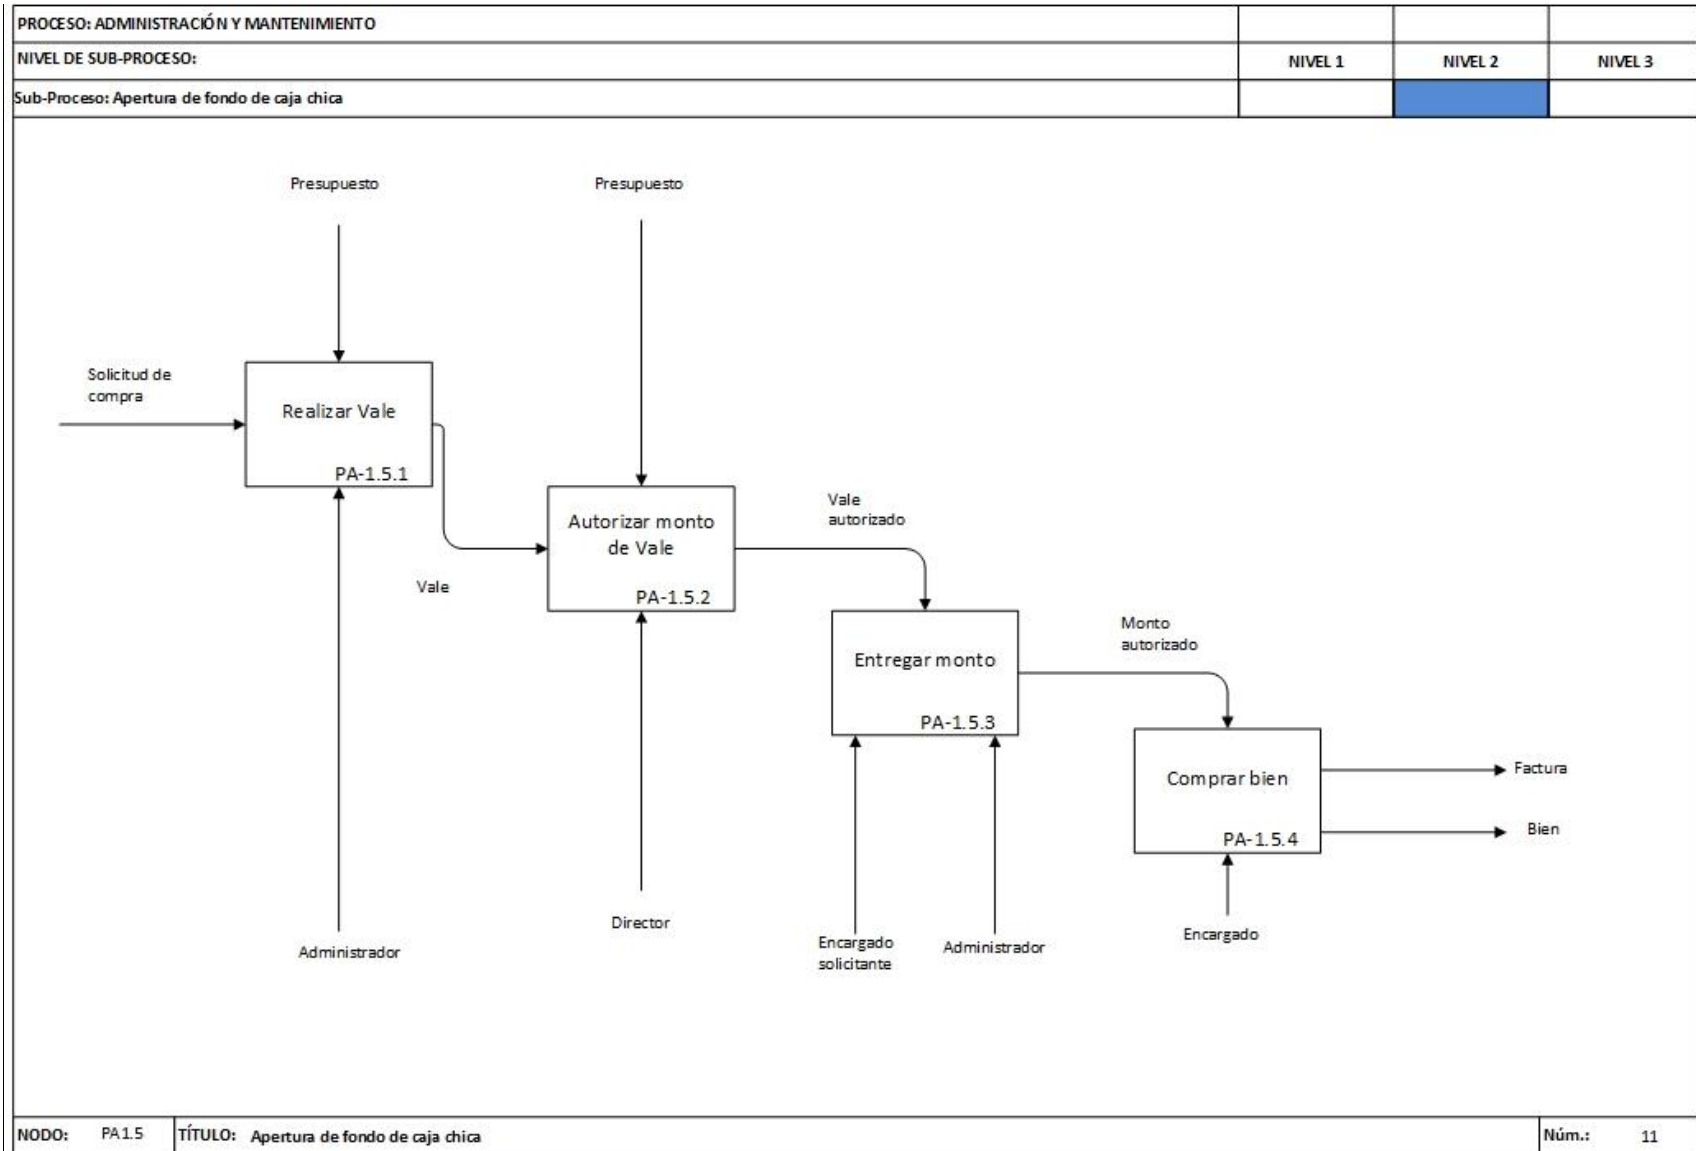 PROCESO: ADMINISTRACIÓN Y MANTENIMIENTO
NIVEL DE SUB-PROCESO:
NIVEL 1
NIVEL 2
NIVEL 3
Sub-Proceso: Apertura de fondo de caja chica
Presupuesto
Presupuesto
Solicitud de
compra
Realizar Vale
PA-1.5.1
Vale
Autorizar monto
de Vale
PA-1.5.2
Vale
autorizado
Entregar monto
PA-1.5.3
Monto
autorizado
Comprar bien
PA-1.5.4
Factura
Bien
Administrador
Director
Encargado
solicitante
Administrador
Encargado
NODO: PA1.5
TÍTULO: Apertura de fondo de caja chica
Núm.: 11